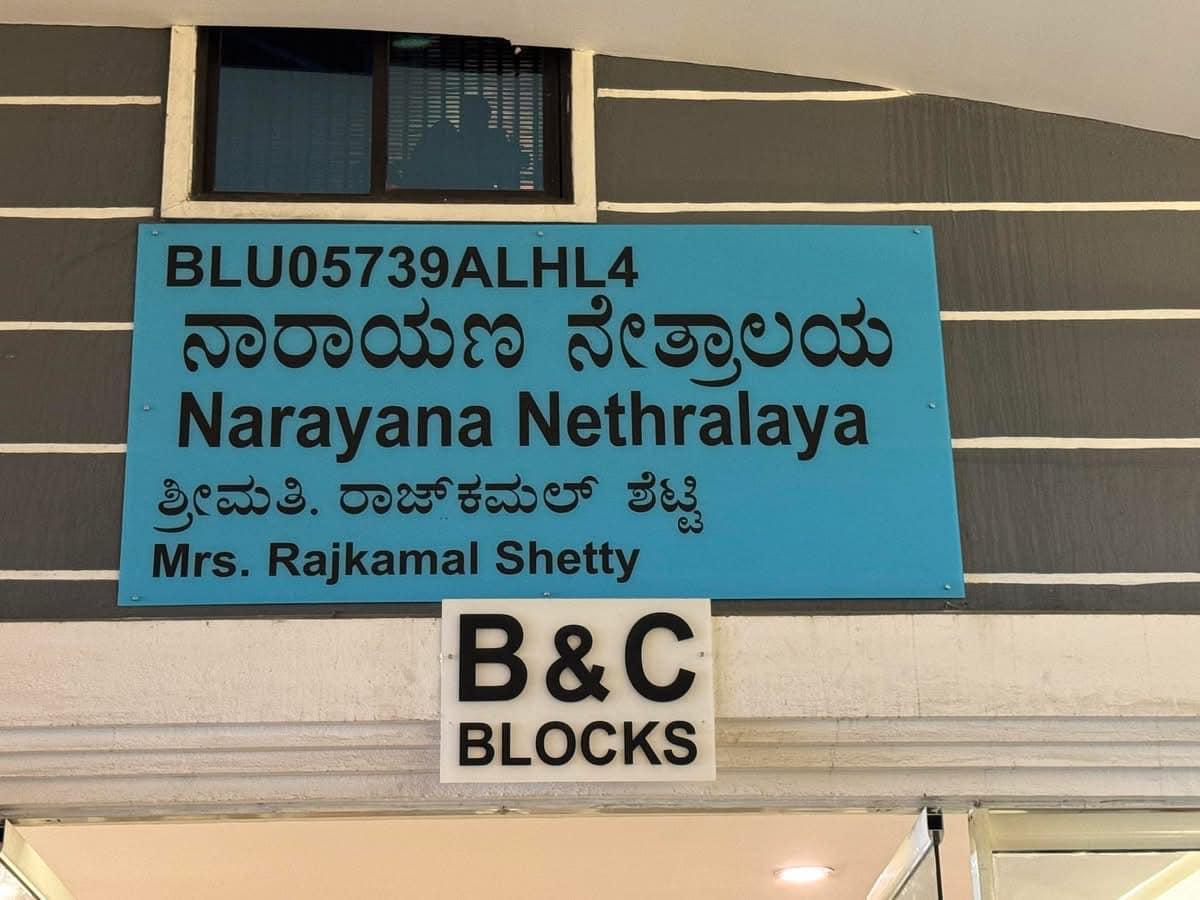 BLU05739ALHL4
ನಾರಾಯಣ ನೇತ್ರಾಲಯ
Narayana Nethralaya
ಶ್ರೀಮತಿ. ರಾಜ್‌ಕಮಲ್ ಶೆಟ್ಟಿ
Mrs. Rajkamal Shetty
B & C
BLOCKS